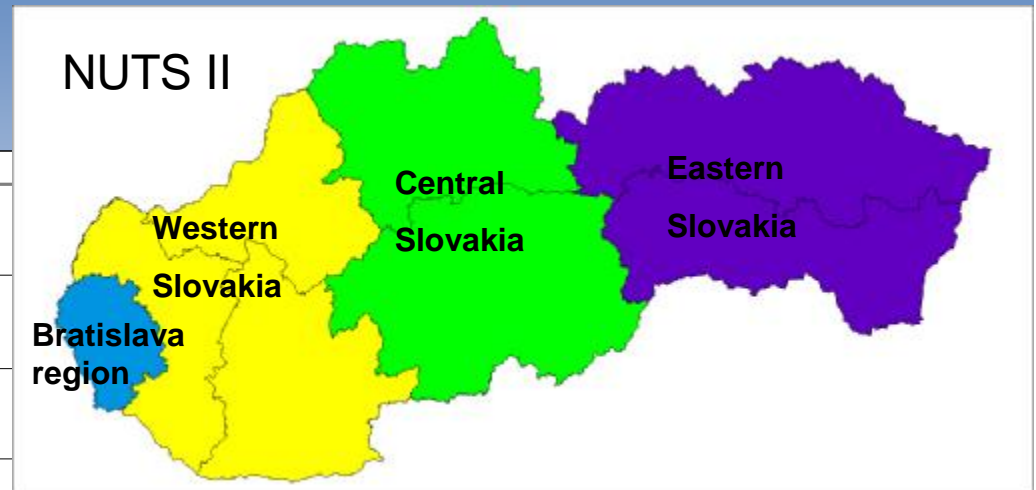 NUTS II
Western
Slovakia
Bratislava
region
Central
Slovakia
Eastern
Slovakia